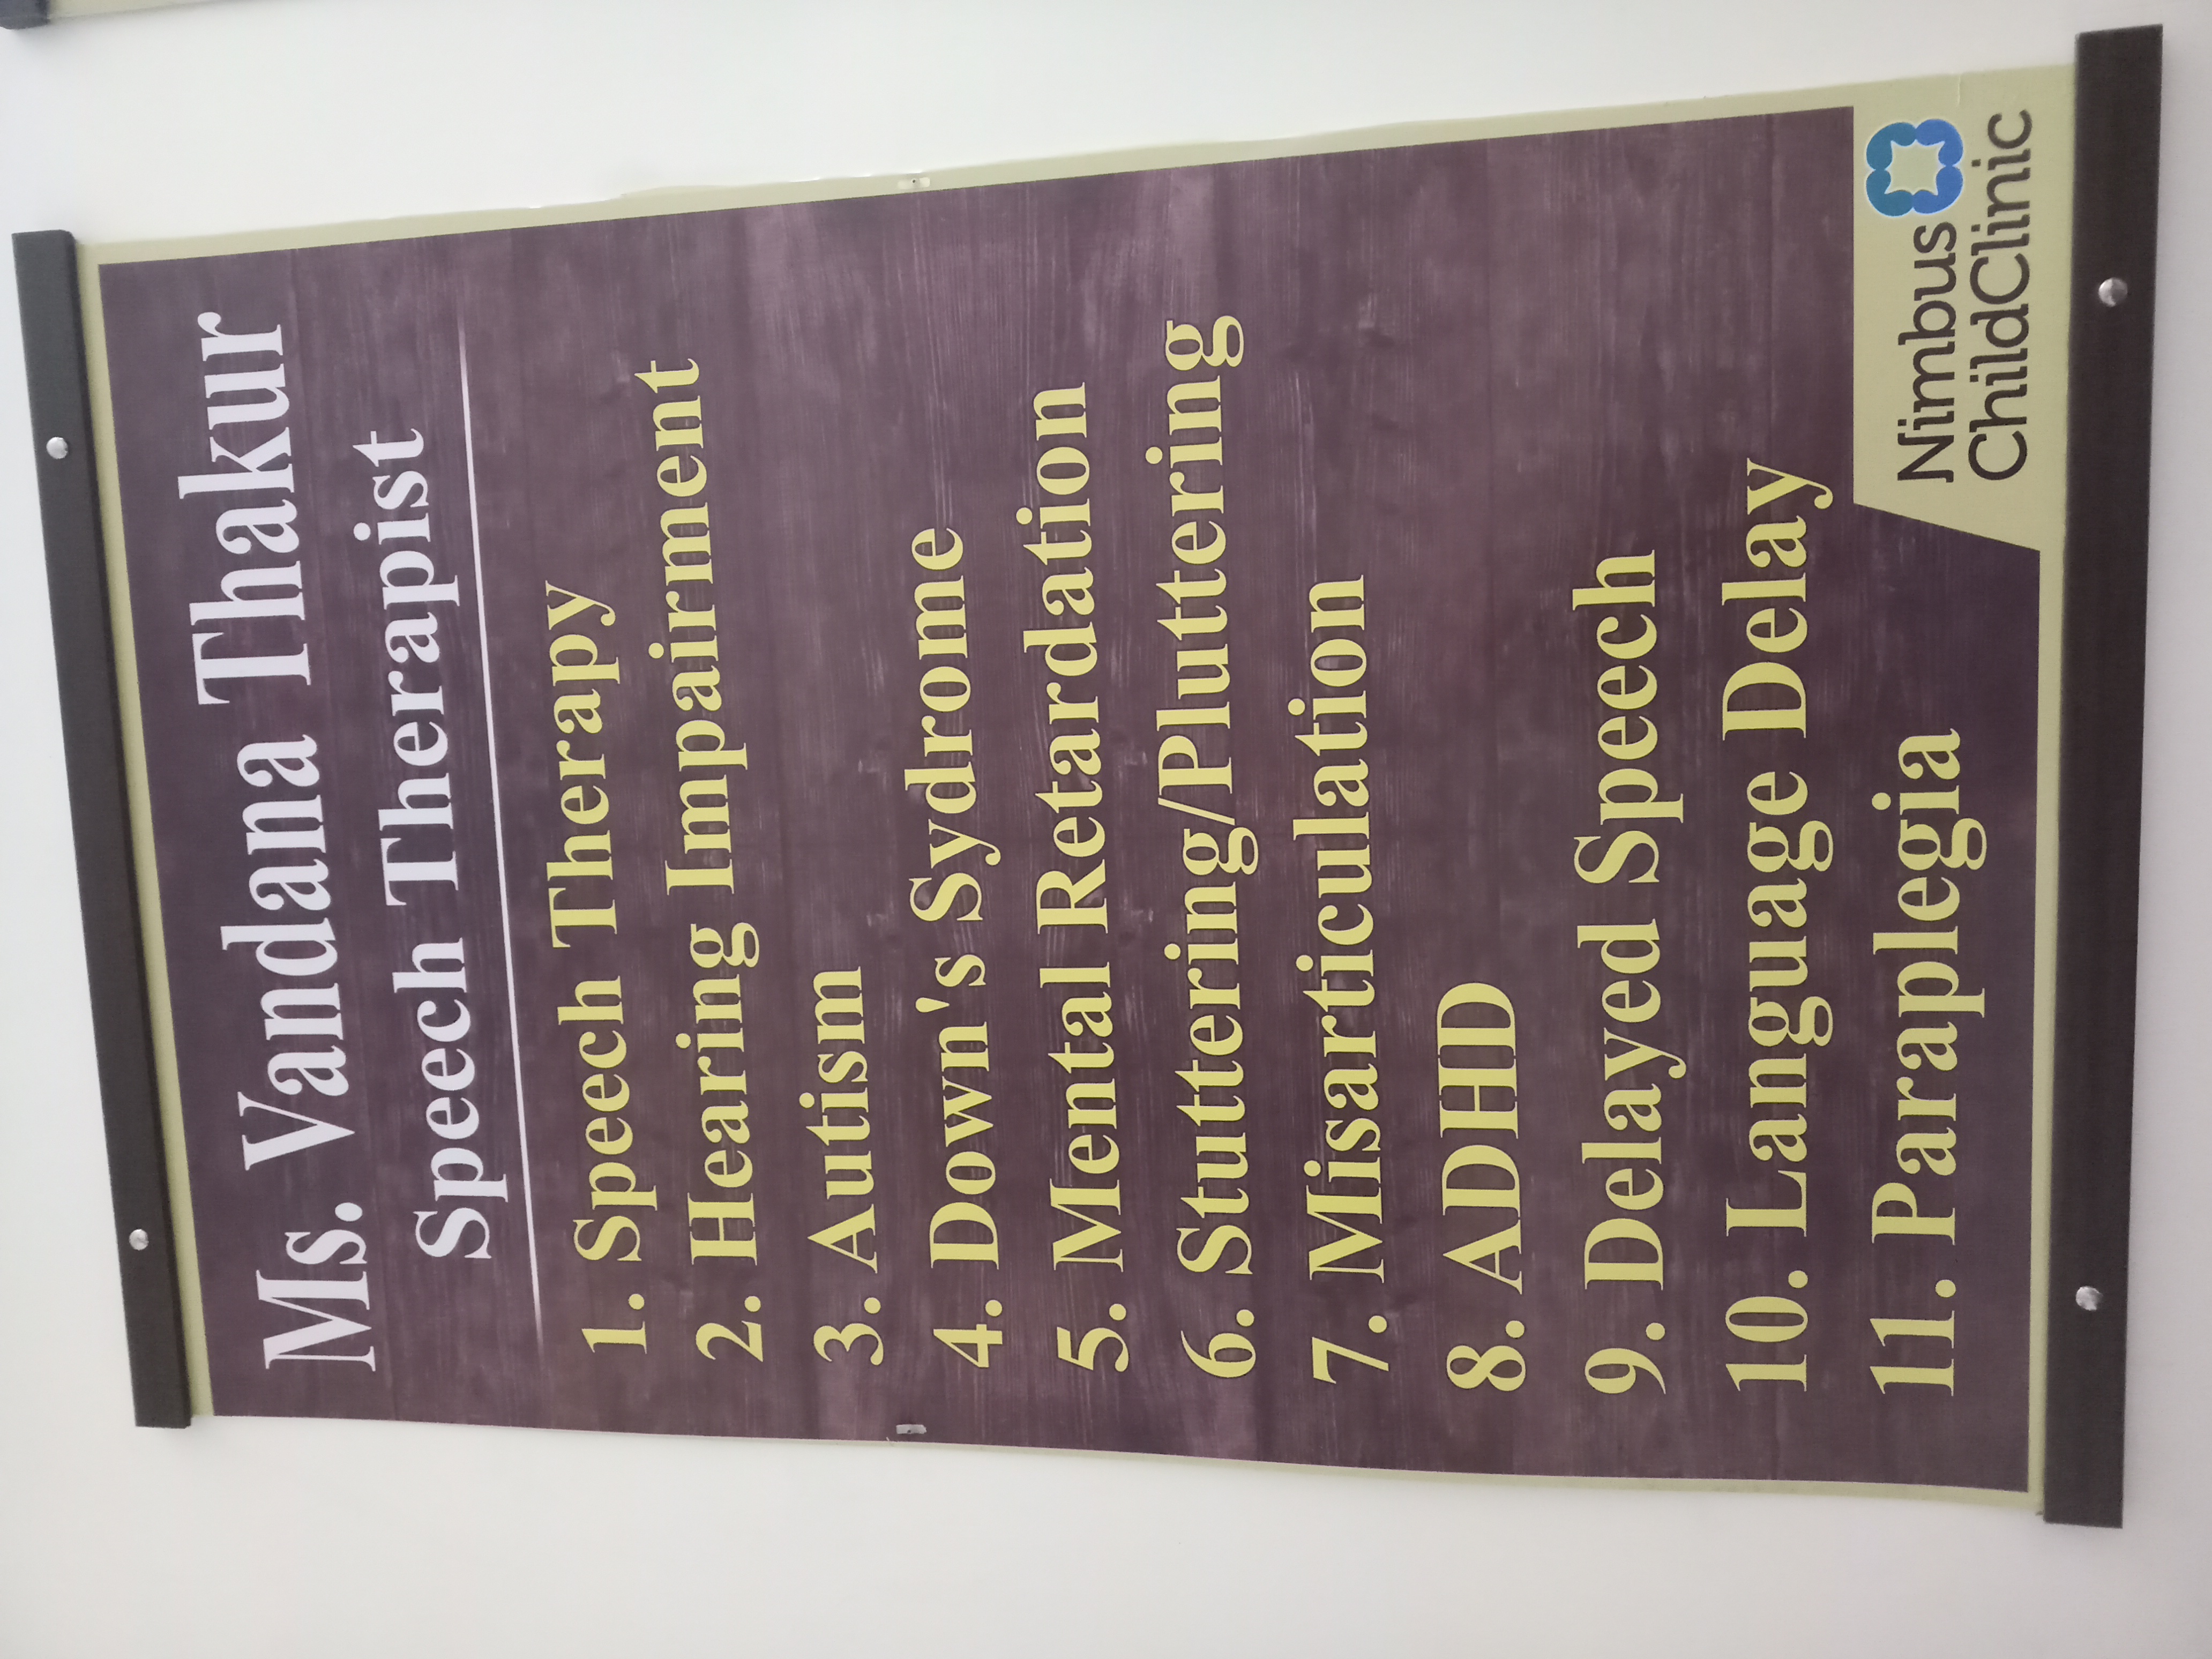 Ms. Vandana Thakur
Speech Therapist
1. Speech Therapy
2. Hearing Impairment
3. Autism
4. Down's Sydrome
5. Mental Retardation
6. Stuttering/Pluttering
7. Misarticulation
8. ADHD
9. Delayed Speech
10. Language Delay
11. Paraplegia
Nimbus
ChildClinic